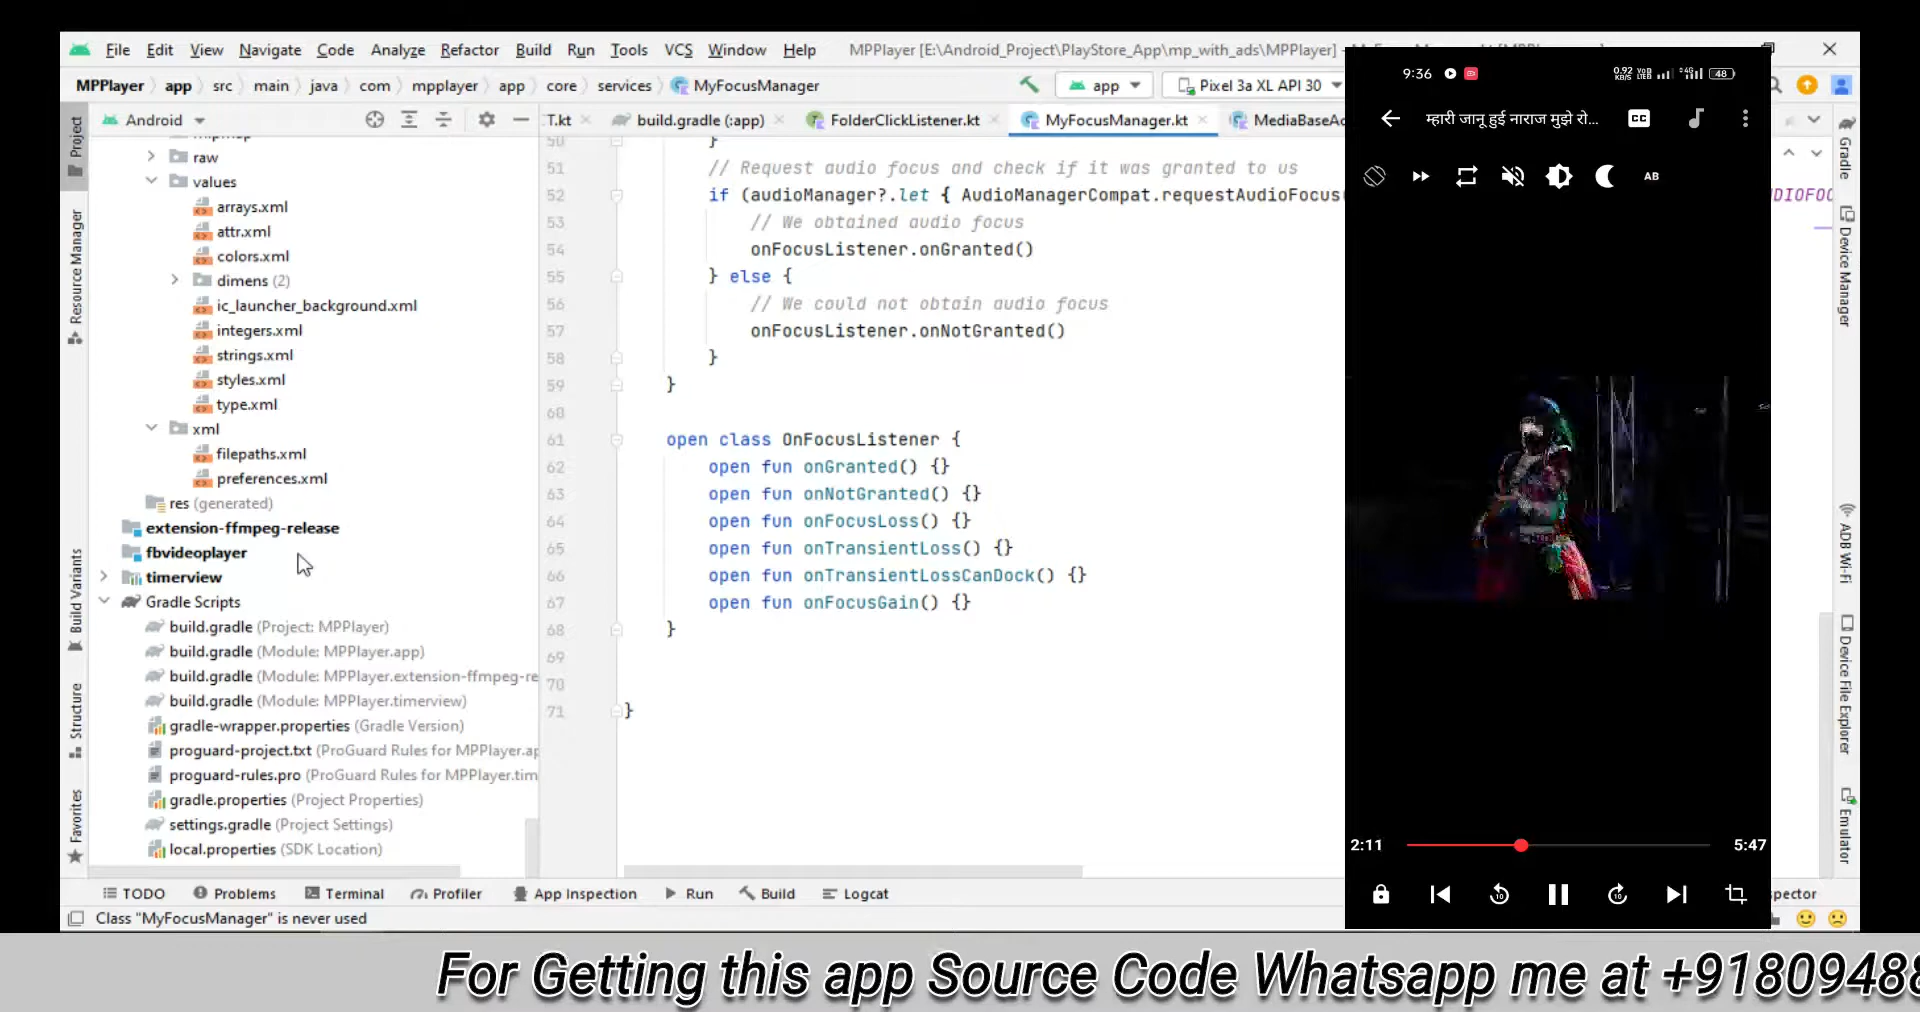 File Edit View Navigate Code Analyze Refactor Build Run Tools VCS Window Help MPPlayer [E:\Android_Project\PlayStore_App\mp_with_ads\MPPlayer]
MPPlayer app src main java com mpplayer app core services MyFocusManager app Pixel 3a XL API 30
Android T.kt build.gradle (:app) FolderClickListener.kt MyFocusManager.kt MediaBaseAc
Project
Resource Manager
Build Variants
Structure
Favorites
raw
values
arrays.xml
attr.xml
colors.xml
dimens (2)
ic_launcher_background.xml
integers.xml
strings.xml
styles.xml
type.xml
xml
filepaths.xml
preferences.xml
res (generated)
extension-ffmpeg-release
fbvideoplayer
timerview
Gradle Scripts
build.gradle (Project: MPPlayer)
build.gradle (Module: MPPlayer.app)
build.gradle (Module: MPPlayer.extension-ffmpeg-re
build.gradle (Module: MPPlayer.timerview)
gradle-wrapper.properties (Gradle Version)
proguard-project.txt (ProGuard Rules for MPPlayer.ap
proguard-rules.pro (ProGuard Rules for MPPlayer.tim
gradle.properties (Project Properties)
settings.gradle (Project Settings)
local.properties (SDK Location)
50 }
51 // Request audio focus and check if it was granted to us
52 if (audioManager?.let { AudioManagerCompat.requestAudioFocus(
53 // We obtained audio focus
54 onFocusListener.onGranted()
55 } else {
56 // We could not obtain audio focus
57 onFocusListener.onNotGranted()
58 }
59 }
60
61 open class OnFocusListener {
62 open fun onGranted() {}
63 open fun onNotGranted() {}
64 open fun onFocusLoss() {}
65 open fun onTransientLoss() {}
66 open fun onTransientLossCanDock() {}
67 open fun onFocusGain() {}
68 }
69
70
71 }
9:36 0.92 KB/S 4G 48
म्हारी जानू हुई नाराज मुझे रो... CC
AB
2:11 5:47
10 10
DIOFOC
Gradle
Device Manager
ADB Wi-Fi
Device File Explorer
Emulator
TODO Problems Terminal Profiler App Inspection Run Build Logcat spector
Class "MyFocusManager" is never used
For Getting this app Source Code Whatsapp me at +91809488